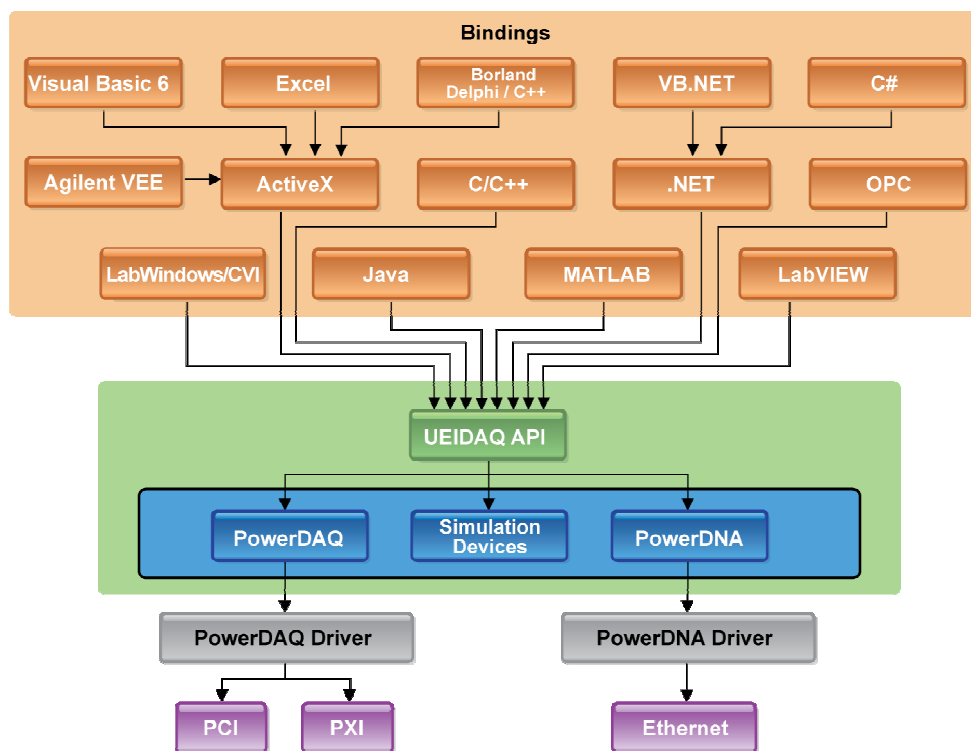 Bindings
Visual Basic 6
Excel
Borland
Delphi / C++
VB.NET
C#
Agilent VEE
ActiveX
C/C++
.NET
OPC
LabWindows/CVI
Java
MATLAB
LabVIEW
UEIDAQ API
PowerDAQ
Simulation
Devices
PowerDNA
PowerDAQ Driver
PowerDNA Driver
PCI
PXI
Ethernet